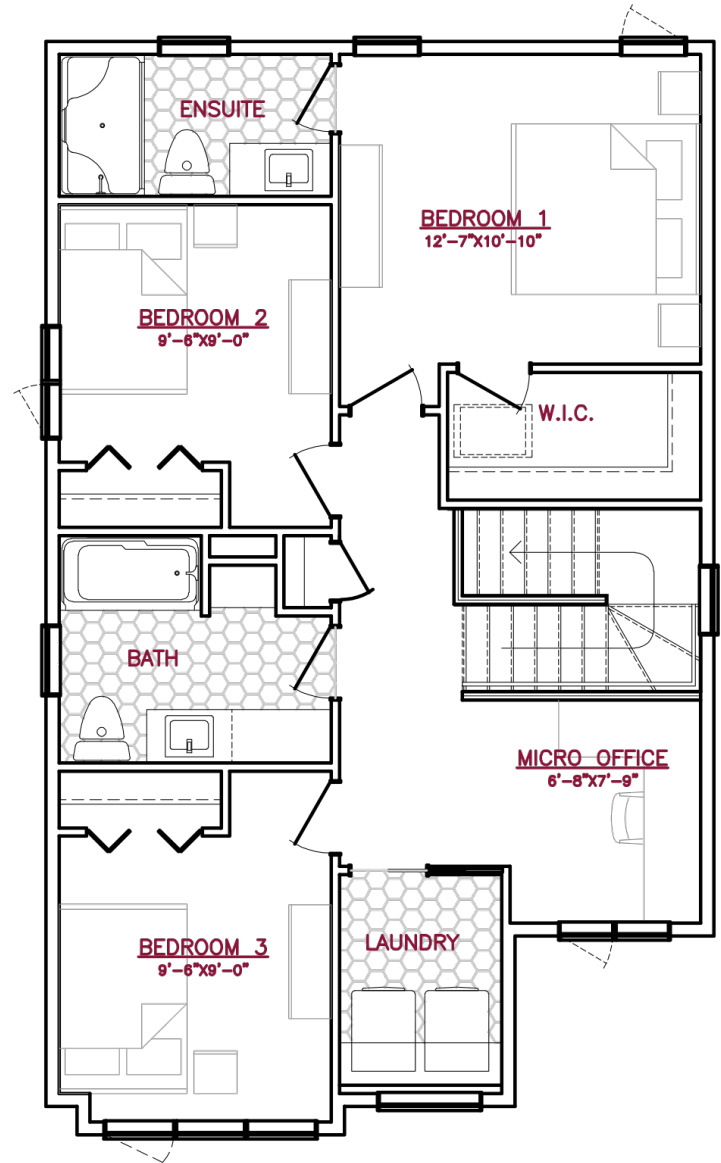 ENSUITE
BEDROOM 1
12'-7"X10'-10"
BEDROOM 2
9'-6"X9'-0"
W.I.C.
BATH
MICRO OFFICE
6'-8"X7'-9"
BEDROOM 3
9'-6"X9'-0"
LAUNDRY